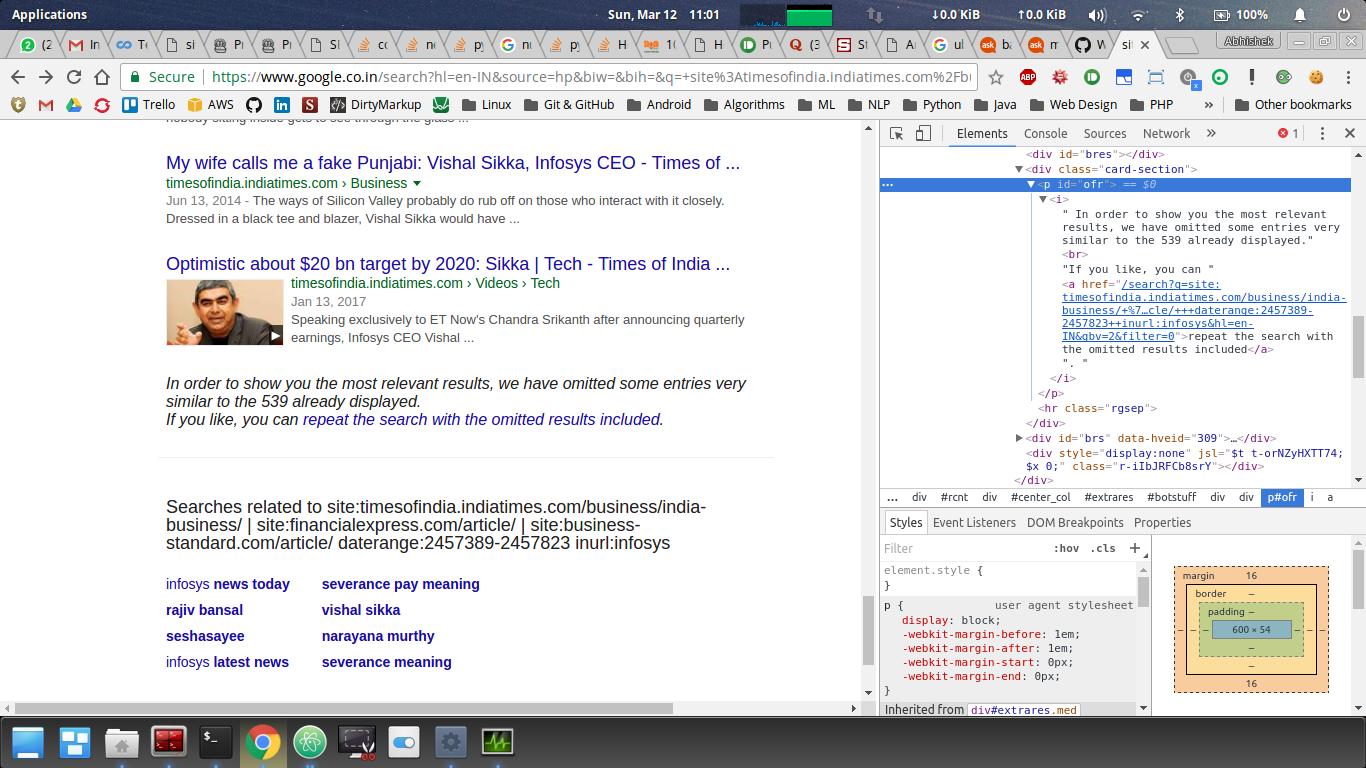 Applications
Sun, Mar 12 11:01
↓0.0 KiB
↑0.0 KiB
100%
(2
In
si
(3
si
Abhishek
Secure
https://www.google.co.in/search?hl=en-IN&source=hp&biw=&bih=&q=+site%3Atimesofindia.indiatimes.com%2Fb
Trello
AWS
DirtyMarkup
Linux
Git & GitHub
Android
Algorithms
ML
NLP
Python
Java
Web Design
PHP
»
Other bookmarks
nobody sitting inside gets to see through the glass ...
My wife calls me a fake Punjabi: Vishal Sikka, Infosys CEO - Times of ...
timesofindia.indiatimes.com › Business
Jun 13, 2014 - The ways of Silicon Valley probably do rub off on those who interact with it closely.
Dressed in a black tee and blazer, Vishal Sikka would have ...
Optimistic about $20 bn target by 2020: Sikka | Tech - Times of India ...
timesofindia.indiatimes.com › Videos › Tech
Jan 13, 2017
Speaking exclusively to ET Now's Chandra Srikanth after announcing quarterly
earnings, Infosys CEO Vishal ...
In order to show you the most relevant results, we have omitted some entries very
similar to the 539 already displayed.
If you like, you can repeat the search with the omitted results included.
Searches related to site:timesofindia.indiatimes.com/business/india-
business/ | site:financialexpress.com/article/ | site:business-
standard.com/article/ daterange:2457389-2457823 inurl:infosys
infosys news today
severance pay meaning
rajiv bansal
vishal sikka
seshasayee
narayana murthy
infosys latest news
severance meaning
Elements
Console
Sources
Network
»
1
<div id="bres"></div>
<div class="card-section">
<p id="ofr"> == $0
<i>
" In order to show you the most relevant
results, we have omitted some entries very
similar to the 539 already displayed."
<br>
"If you like, you can "
<a href="/search?q=site:
timesofindia.indiatimes.com/business/india-
business/+%7…cle/+++daterange:2457389-
2457823++inurl:infosys&hl=en-
IN&gbv=2&filter=0">repeat the search with
the omitted results included</a>
". "
</i>
</p>
<hr class="rgsep">
</div>
<div id="brs" data-hveid="309">…</div>
<div style="display:none" jsl="$t t-orNZyHXTT74;
$x 0;" class="r-iIbJRFCb8srY"></div>
</div>
... div #rcnt div #center_col #extrares #botstuff div div p#ofr i a
Styles
Event Listeners
DOM Breakpoints
Properties
Filter
:hov .cls +
element.style {
}
p {
user agent stylesheet
display: block;
-webkit-margin-before: 1em;
-webkit-margin-after: 1em;
-webkit-margin-start: 0px;
-webkit-margin-end: 0px;
}
Inherited from div#extrares.med
margin 16
border –
padding –
– – – 600 × 54 – – –
–
–
16